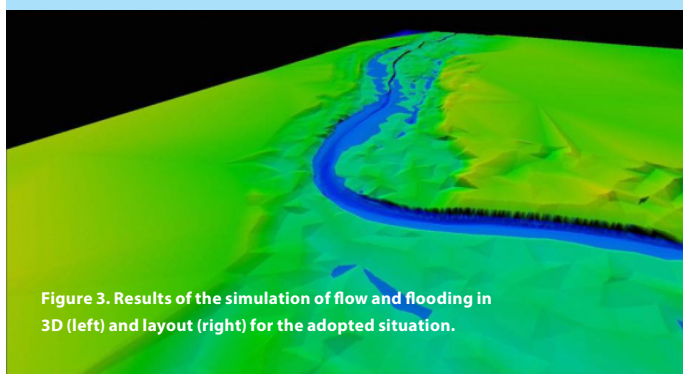 Figure 3. Results of the simulation of flow and flooding in
3D (left) and layout (right) for the adopted situation.